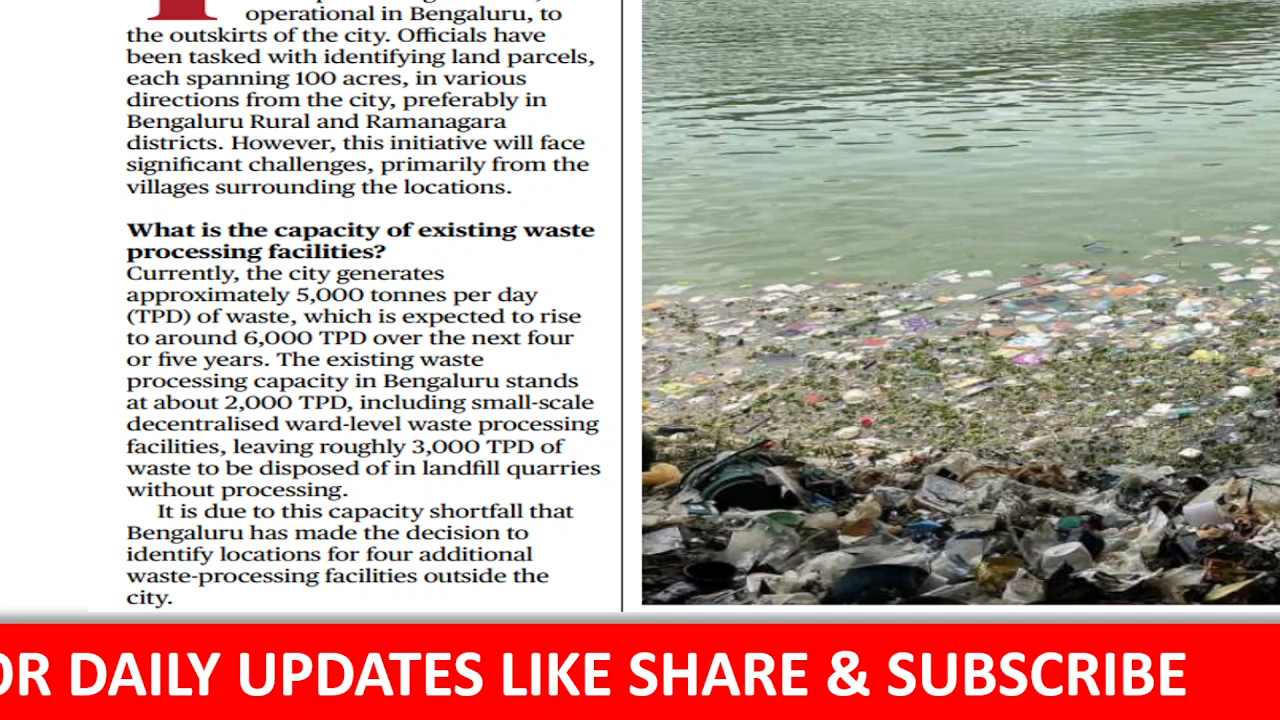 operational in Bengaluru, to
the outskirts of the city. Officials have
been tasked with identifying land parcels,
each spanning 100 acres, in various
directions from the city, preferably in
Bengaluru Rural and Ramanagara
districts. However, this initiative will face
significant challenges, primarily from the
villages surrounding the locations.
What is the capacity of existing waste
processing facilities?
Currently, the city generates
approximately 5,000 tonnes per day
(TPD) of waste, which is expected to rise
to around 6,000 TPD over the next four
or five years. The existing waste
processing capacity in Bengaluru stands
at about 2,000 TPD, including small-scale
decentralised ward-level waste processing
facilities, leaving roughly 3,000 TPD of
waste to be disposed of in landfill quarries
without processing.
It is due to this capacity shortfall that
Bengaluru has made the decision to
identify locations for four additional
waste-processing facilities outside the
city.
OR DAILY UPDATES LIKE SHARE & SUBSCRIBE